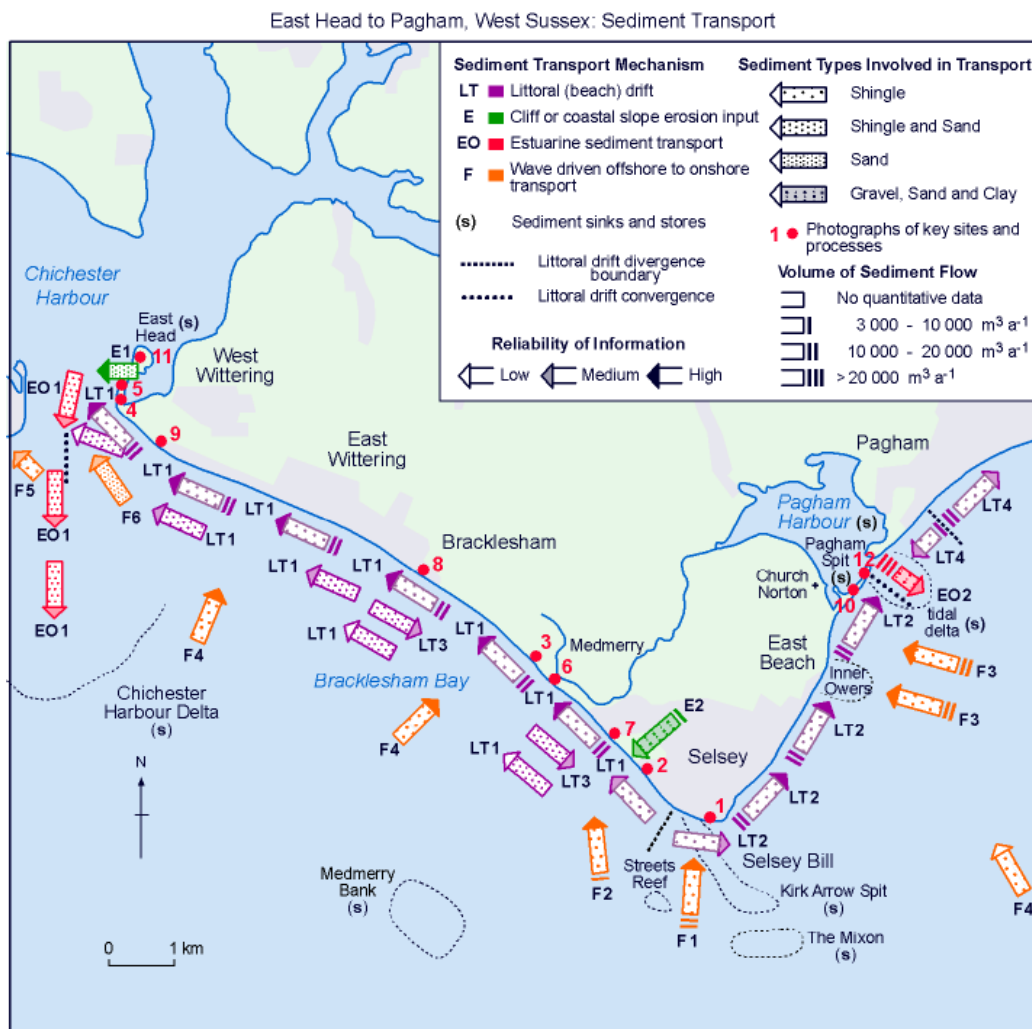 East Head to Pagham, West Sussex: Sediment Transport
Sediment Transport Mechanism
LT Littoral (beach) drift
E Cliff or coastal slope erosion input
EO Estuarine sediment transport
F Wave driven offshore to onshore
transport
(s) Sediment sinks and stores
Littoral drift divergence
boundary
Littoral drift convergence
Reliability of Information
Low Medium High
Sediment Types Involved in Transport
Shingle
Shingle and Sand
Sand
Gravel, Sand and Clay
1 Photographs of key sites and
processes
Volume of Sediment Flow
No quantitative data
3 000 - 10 000 m³ a⁻¹
10 000 - 20 000 m³ a⁻¹
> 20 000 m³ a⁻¹
Chichester
Harbour
East
Head (s)
E1
11
West
Wittering
EO 1
LT 1
5
4
9
East
Wittering
F5
F6
LT1
EO 1
LT1
LT1
Bracklesham
8
LT1
LT1
EO 1
LT1
LT3
LT1
F4
Chichester
Harbour Delta
(s)
Bracklesham Bay
3
6
Medmerry
LT1
F4
LT1
LT3
7
E2
LT1
2
Selsey
1
N
0 1 km
Medmerry
Bank
(s)
F2
Streets
Reef
F1
LT2
Selsey Bill
Kirk Arrow Spit
(s)
The Mixon
(s)
LT2
LT2
F4
Pagham
Pagham
Harbour (s)
LT4
LT4
Pagham
Spit
(s)
12
Church
Norton
10
EO2
LT2
tidal
delta (s)
East
Beach
Inner
Owers
F3
F3